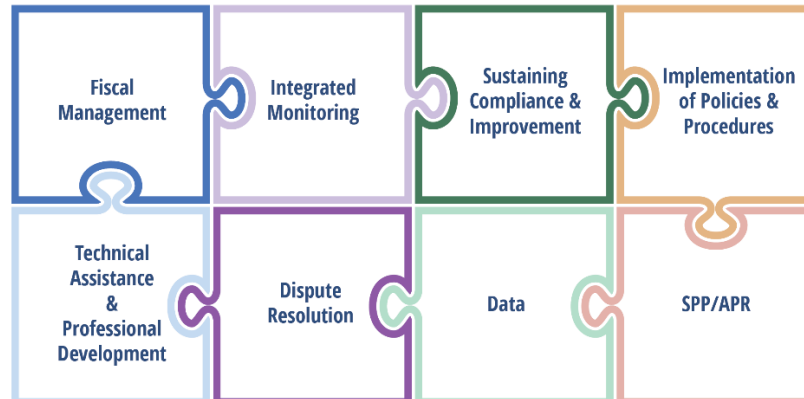 Fiscal
Management
Integrated
Monitoring
Sustaining
Compliance &
Improvement
Implementation
of Policies &
Procedures
Technical
Assistance
&
Professional
Development
Dispute
Resolution
Data
SPP/APR